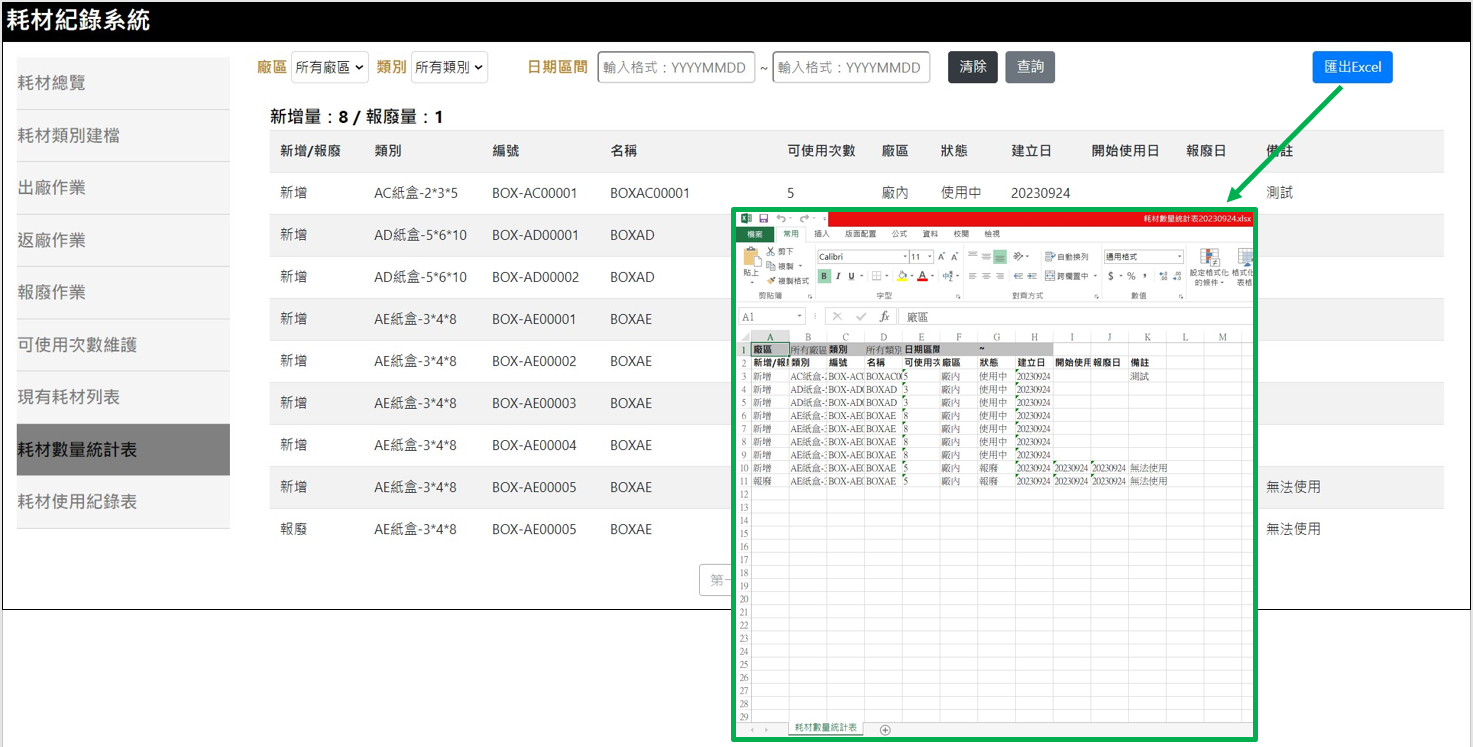 耗材紀錄系統
耗材總覽
耗材類別建檔
出廠作業
返廠作業
報廢作業
可使用次數維護
現有耗材列表
耗材數量統計表
耗材使用紀錄表
廠區 所有廠區 類別 所有類別 日期區間 輸入格式：YYYYMMDD ~ 輸入格式：YYYYMMDD 清除 查詢 匯出Excel
新增量：8 / 報廢量：1
新增/報廢 類別 編號 名稱 可使用次數 廠區 狀態 建立日 開始使用日 報廢日 備註
新增 AC紙盒-2*3*5 BOX-AC00001 BOXAC00001 5 廠內 使用中 20230924 測試
新增 AD紙盒-5*6*10 BOX-AD00001 BOXAD
新增 AD紙盒-5*6*10 BOX-AD00002 BOXAD
新增 AE紙盒-3*4*8 BOX-AE00001 BOXAE
新增 AE紙盒-3*4*8 BOX-AE00002 BOXAE
新增 AE紙盒-3*4*8 BOX-AE00003 BOXAE
新增 AE紙盒-3*4*8 BOX-AE00004 BOXAE
新增 AE紙盒-3*4*8 BOX-AE00005 BOXAE 無法使用
報廢 AE紙盒-3*4*8 BOX-AE00005 BOXAE 無法使用
第一
耗材數量統計表20230924.xlsx
檔案 常用 插入 版面配置 公式 資料 校閱 檢視
剪下
複製
複製格式
貼上
剪貼簿
Calibri 11
B I U
字型
自動換列
跨欄置中
對齊方式
通用格式
$ % ,
數值
設定格式化的條件
格式化
表格
A1 fx 廠區
A B C D E F G H I J K L M
1 廠區 所有廠區 類別 所有類別 日期區間 ~
2 新增/報 類別 編號 名稱 可使用次 廠區 狀態 建立日 開始使用 報廢日 備註
3 新增 AC紙盒- BOX-AC0 BOXAC0 5 廠內 使用中 20230924 測試
4 新增 AD紙盒- BOX-AD0 BOXAD 3 廠內 使用中 20230924
5 新增 AD紙盒- BOX-AD0 BOXAD 3 廠內 使用中 20230924
6 新增 AE紙盒- BOX-AE0 BOXAE 8 廠內 使用中 20230924
7 新增 AE紙盒- BOX-AE0 BOXAE 8 廠內 使用中 20230924
8 新增 AE紙盒- BOX-AE0 BOXAE 8 廠內 使用中 20230924
9 新增 AE紙盒- BOX-AE0 BOXAE 8 廠內 使用中 20230924
10 新增 AE紙盒- BOX-AE0 BOXAE 5 廠內 報廢 20230924 20230924 20230924 無法使用
11 報廢 AE紙盒- BOX-AE0 BOXAE 5 廠內 報廢 20230924 20230924 20230924 無法使用
12
13
14
15
16
17
18
19
20
21
22
23
24
25
26
27
28
29
耗材數量統計表